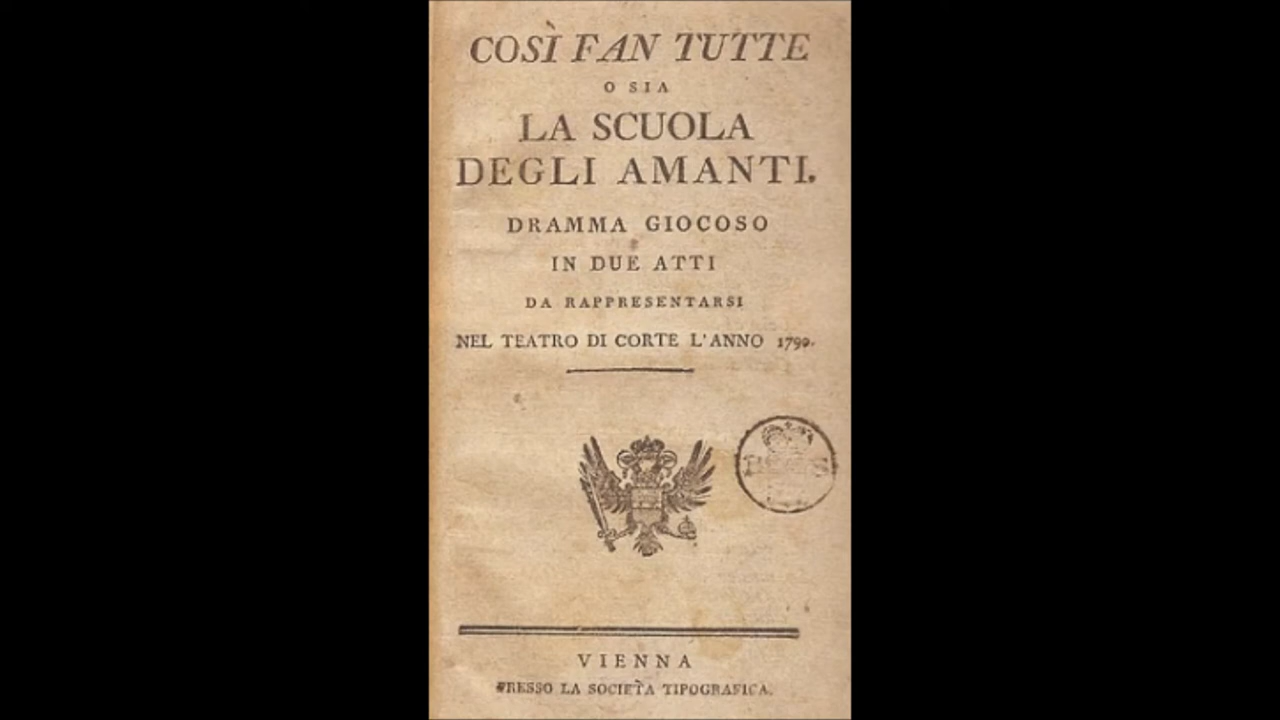 COSÌ FAN TUTTE
O SIA
LA SCUOLA
DEGLI AMANTI.
DRAMMA GIOCOSO
IN DUE ATTI
DA RAPPRESENTARSI
NEL TEATRO DI CORTE L'ANNO 1790.
VIENNA
PRESSO LA SOCIETÀ TIPOGRAFICA.